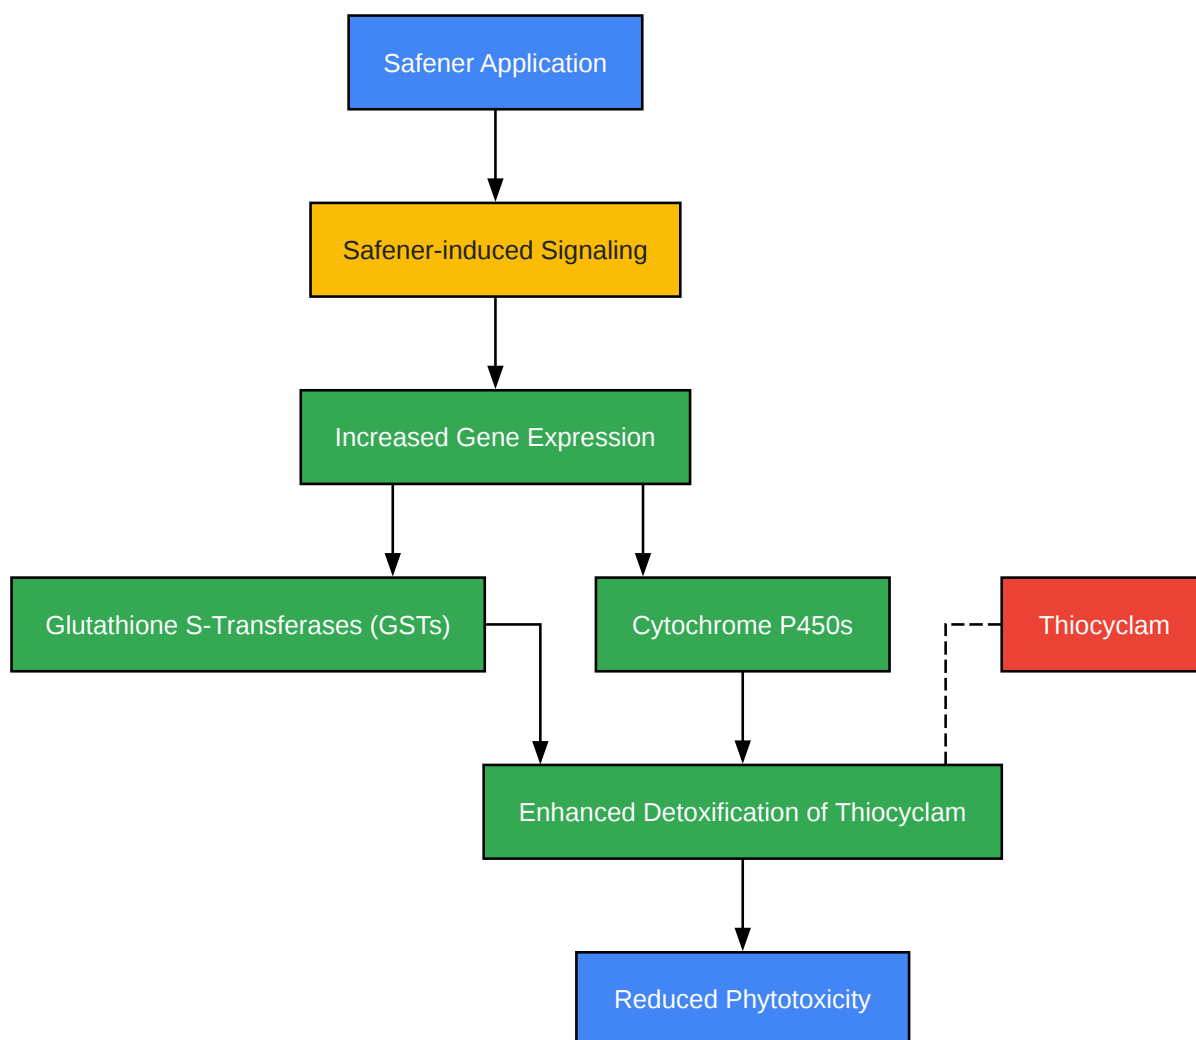 Safener Application
Safener-induced Signaling
Increased Gene Expression
Glutathione S-Transferases (GSTs)
Cytochrome P450s
Thiocyclam
Enhanced Detoxification of Thiocyclam
Reduced Phytotoxicity